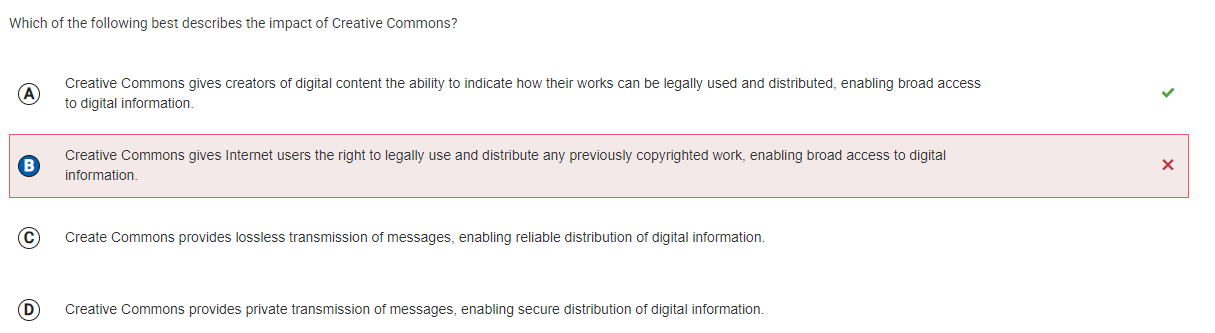 Which of the following best describes the impact of Creative Commons?
A
Creative Commons gives creators of digital content the ability to indicate how their works can be legally used and distributed, enabling broad access
to digital information.
B
Creative Commons gives Internet users the right to legally use and distribute any previously copyrighted work, enabling broad access to digital
information.
C
Create Commons provides lossless transmission of messages, enabling reliable distribution of digital information.
D
Creative Commons provides private transmission of messages, enabling secure distribution of digital information.